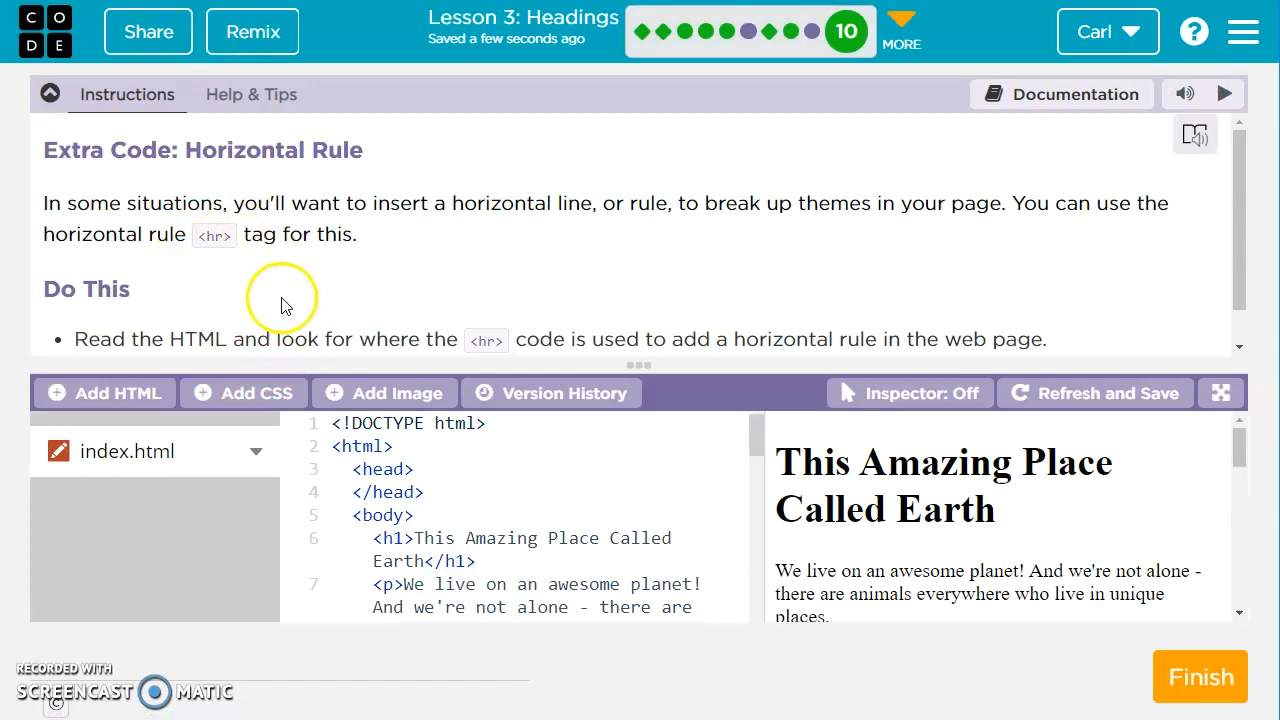 C O
D E
Share
Remix
Lesson 3: Headings
Saved a few seconds ago
10
MORE
Carl
?
Instructions
Help & Tips
Documentation
Extra Code: Horizontal Rule
In some situations, you'll want to insert a horizontal line, or rule, to break up themes in your page. You can use the
horizontal rule <hr> tag for this.
Do This
• Read the HTML and look for where the <hr> code is used to add a horizontal rule in the web page.
Add HTML
Add CSS
Add Image
Version History
Inspector: Off
Refresh and Save
index.html
1 <!DOCTYPE html>
2 <html>
3 <head>
4 </head>
5 <body>
6 <h1>This Amazing Place Called
Earth</h1>
7 <p>We live on an awesome planet!
And we're not alone - there are
This Amazing Place
Called Earth
We live on an awesome planet! And we're not alone -
there are animals everywhere who live in unique
places.
Finish
RECORDED WITH
SCREENCAST MATIC
©